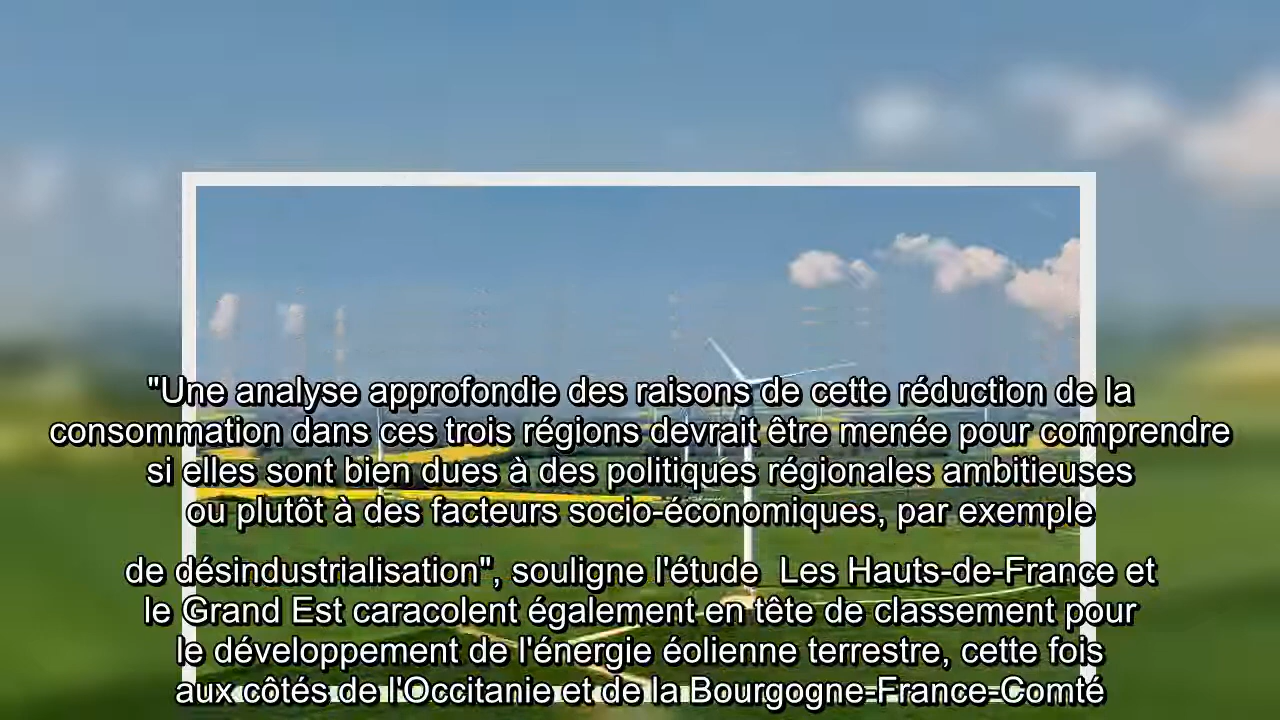 "Une analyse approfondie des raisons de cette réduction de la
consommation dans ces trois régions devrait être menée pour comprendre
si elles sont bien dues à des politiques régionales ambitieuses
ou plutôt à des facteurs socio-économiques, par exemple
de désindustrialisation", souligne l'étude  Les Hauts-de-France et
le Grand Est caracolent également en tête de classement pour
le développement de l'énergie éolienne terrestre, cette fois
aux côtés de l'Occitanie et de la Bourgogne-France-Comté